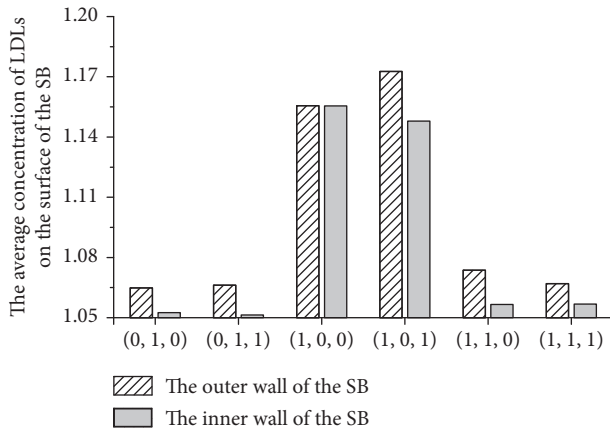 The average concentration of LDLs
on the surface of the SB
1.20
1.17
1.14
1.11
1.08
1.05
(0, 1, 0) (0, 1, 1) (1, 0, 0) (1, 0, 1) (1, 1, 0) (1, 1, 1)
The outer wall of the SB
The inner wall of the SB